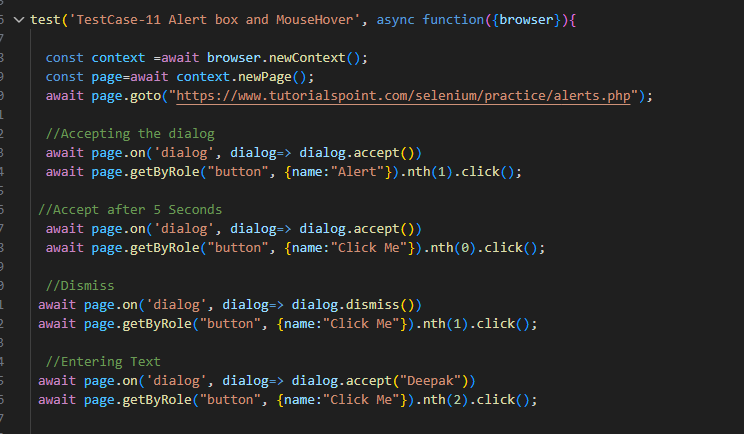 test('TestCase-11 Alert box and MouseHover', async function({browser}){
const context =await browser.newContext();
const page=await context.newPage();
await page.goto("https://www.tutorialspoint.com/selenium/practice/alerts.php");
//Accepting the dialog
await page.on('dialog', dialog=> dialog.accept())
await page.getByRole("button", {name:"Alert"}).nth(1).click();
//Accept after 5 Seconds
await page.on('dialog', dialog=> dialog.accept())
await page.getByRole("button", {name:"Click Me"}).nth(0).click();
//Dismiss
await page.on('dialog', dialog=> dialog.dismiss())
await page.getByRole("button", {name:"Click Me"}).nth(1).click();
//Entering Text
await page.on('dialog', dialog=> dialog.accept("Deepak"))
await page.getByRole("button", {name:"Click Me"}).nth(2).click();